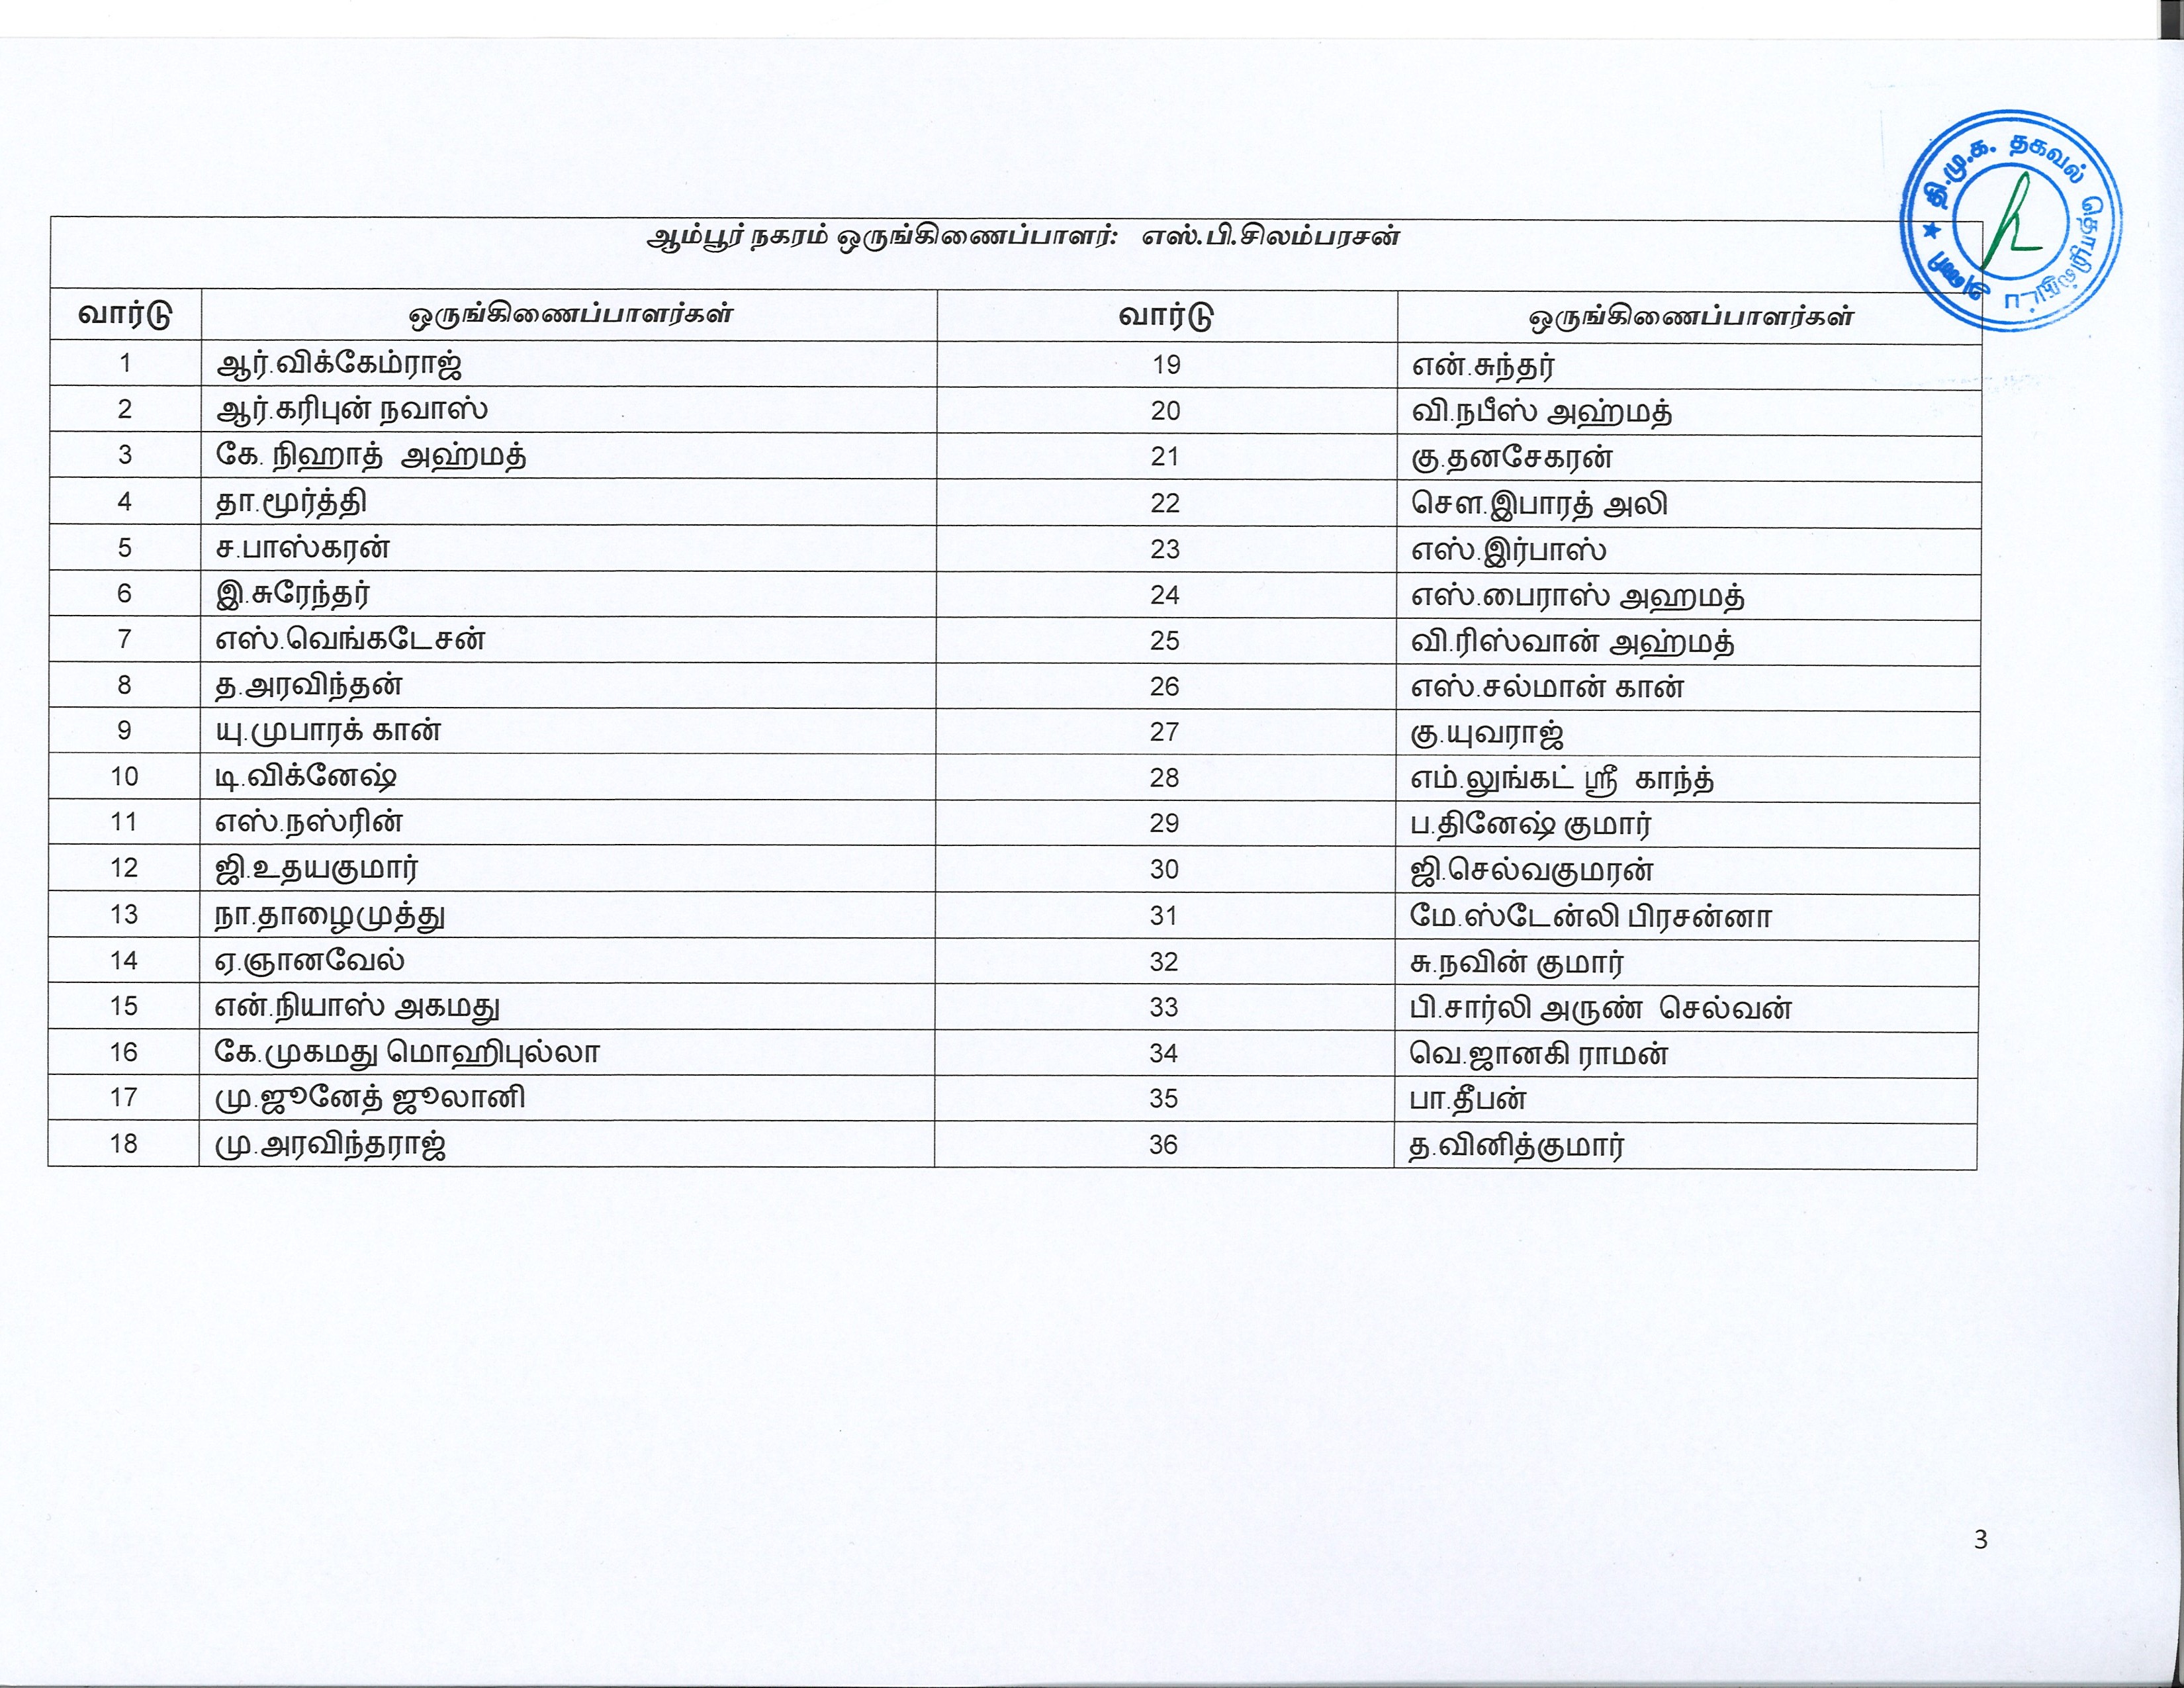 தி.மு.க. தகவல் தொழில்நுட்ப அணி
ஆம்பூர் நகரம் ஒருங்கிணைப்பாளர்: எஸ்.பி.சிலம்பரசன்
வார்டு ஒருங்கிணைப்பாளர்கள் வார்டு ஒருங்கிணைப்பாளர்கள்
1 ஆர்.விக்கேம்ராஜ் 19 என்.சுந்தர்
2 ஆர்.கரிபுன் நவாஸ் 20 வி.நபீஸ் அஹ்மத்
3 கே. நிஹாத் அஹ்மத் 21 கு.தனசேகரன்
4 தா.மூர்த்தி 22 சௌ.இபாரத் அலி
5 ச.பாஸ்கரன் 23 எஸ்.இர்பாஸ்
6 இ.சுரேந்தர் 24 எஸ்.பைராஸ் அஹமத்
7 எஸ்.வெங்கடேசன் 25 வி.ரிஸ்வான் அஹ்மத்
8 த.அரவிந்தன் 26 எஸ்.சல்மான் கான்
9 யு.முபாரக் கான் 27 கு.யுவராஜ்
10 டி.விக்னேஷ் 28 எம்.லுங்கட் ஸ்ரீ காந்த்
11 எஸ்.நஸ்ரின் 29 ப.தினேஷ் குமார்
12 ஜி.உதயகுமார் 30 ஜி.செல்வகுமரன்
13 நா.தாழைமுத்து 31 மே.ஸ்டேன்லி பிரசன்னா
14 ஏ.ஞானவேல் 32 சு.நவின் குமார்
15 என்.நியாஸ் அகமது 33 பி.சார்லி அருண் செல்வன்
16 கே.முகமது மொஹிபுல்லா 34 வெ.ஜானகி ராமன்
17 மு.ஜூனேத் ஜூலானி 35 பா.தீபன்
18 மு.அரவிந்தராஜ் 36 த.வினித்குமார்
3